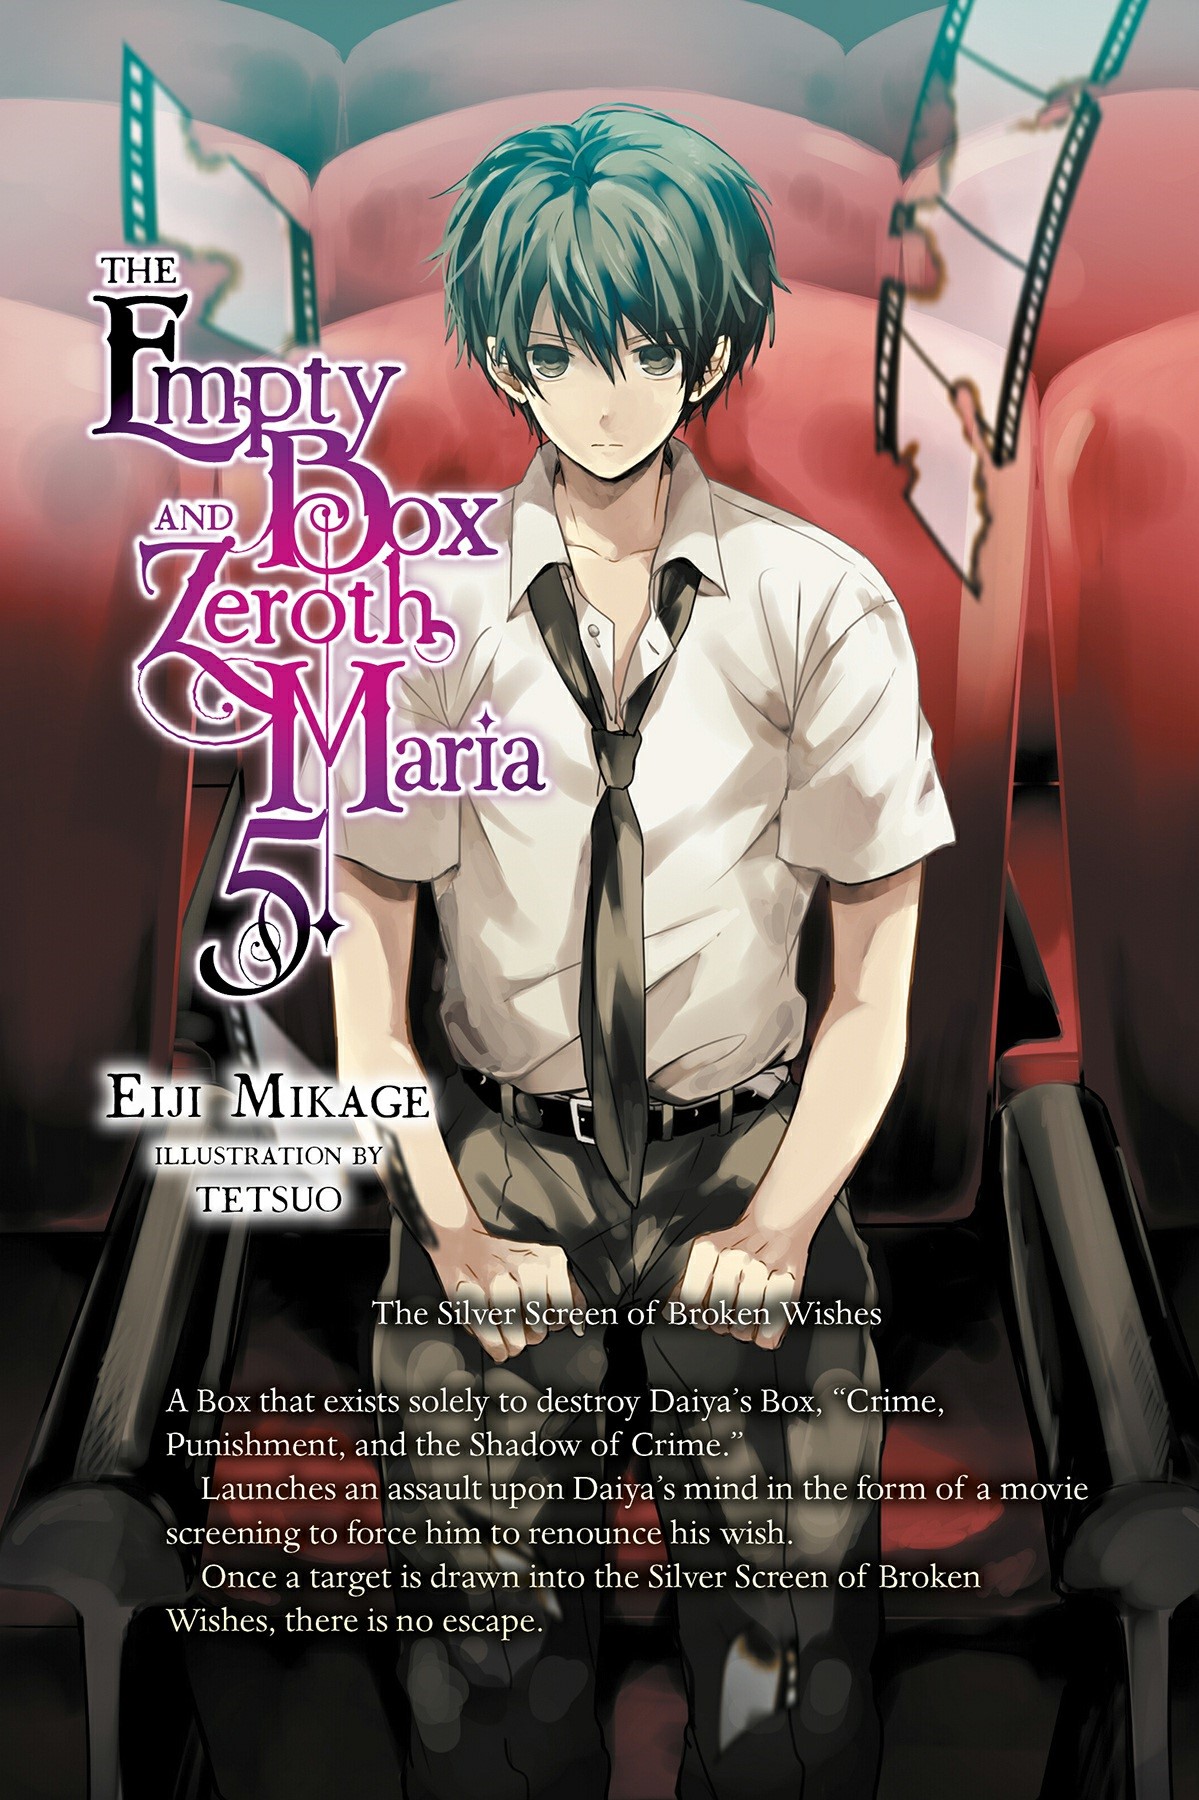 THE
Empty
Box
AND
Zeroth
Maria
5
EIJI MIKAGE
ILLUSTRATION BY
TETSUO
The Silver Screen of Broken Wishes
A Box that exists solely to destroy Daiya’s Box, “Crime,
Punishment, and the Shadow of Crime.”
Launches an assault upon Daiya’s mind in the form of a movie
screening to force him to renounce his wish.
Once a target is drawn into the Silver Screen of Broken
Wishes, there is no escape.